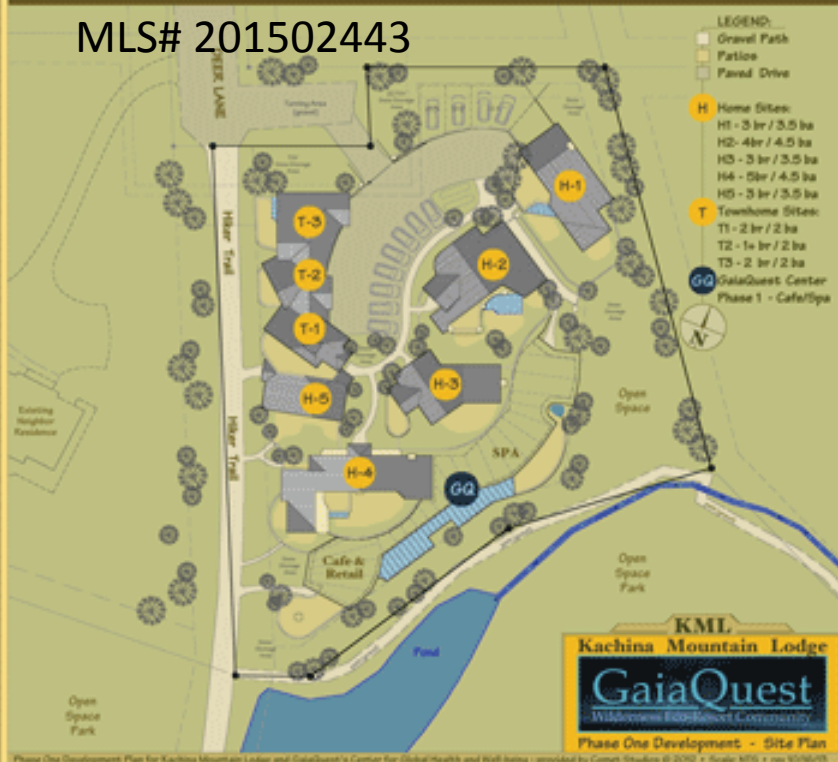 MLS# 201502443
LEGEND:
Gravel Path
Patios
Paved Drive
H Home Sites:
H1 - 3 br / 3.5 ba
H2- 4br / 4.5 ba
H3 - 3 br / 3.5 ba
H4 - 5br / 4.5 ba
H5 - 3 br / 3.5 ba
T Townhome Sites:
T1 - 2 br / 2 ba
T2 - 1+ br / 2 ba
T3 - 2 br / 2 ba
GQ GaiaQuest Center
Phase 1 - Cafe/Spa
N
DEER LANE
Turning Area
(gravel)
H-1
T-3
Hiker Trail
H-2
T-2
T-1
H-3
H-5
Open
Space
Existing
Neighbor
Residence
Hiker Trail
SPA
H-4
GQ
Cafe &
Retail
Open
Space
Park
Pond
Open
Space
Park
KML
Kachina Mountain Lodge
GaiaQuest
Wilderness Eco-Resort Community
Phase One Development - Site Plan